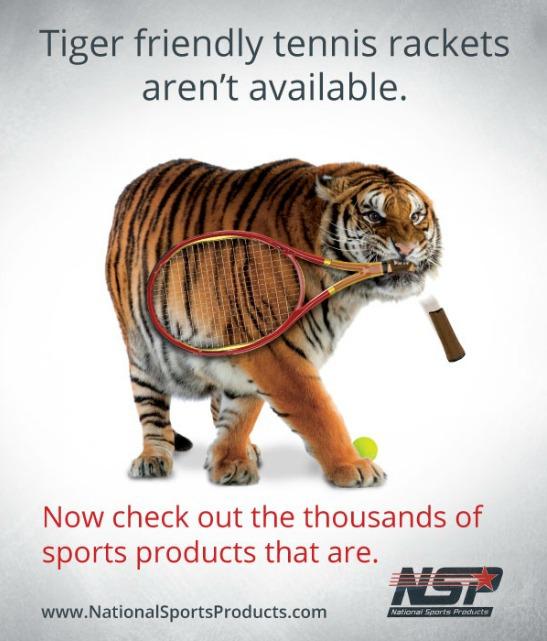 Tiger friendly tennis rackets
aren't available.
Now check out the thousands of
sports products that are.
NSP
National Sports Products
www.NationalSportsProducts.com